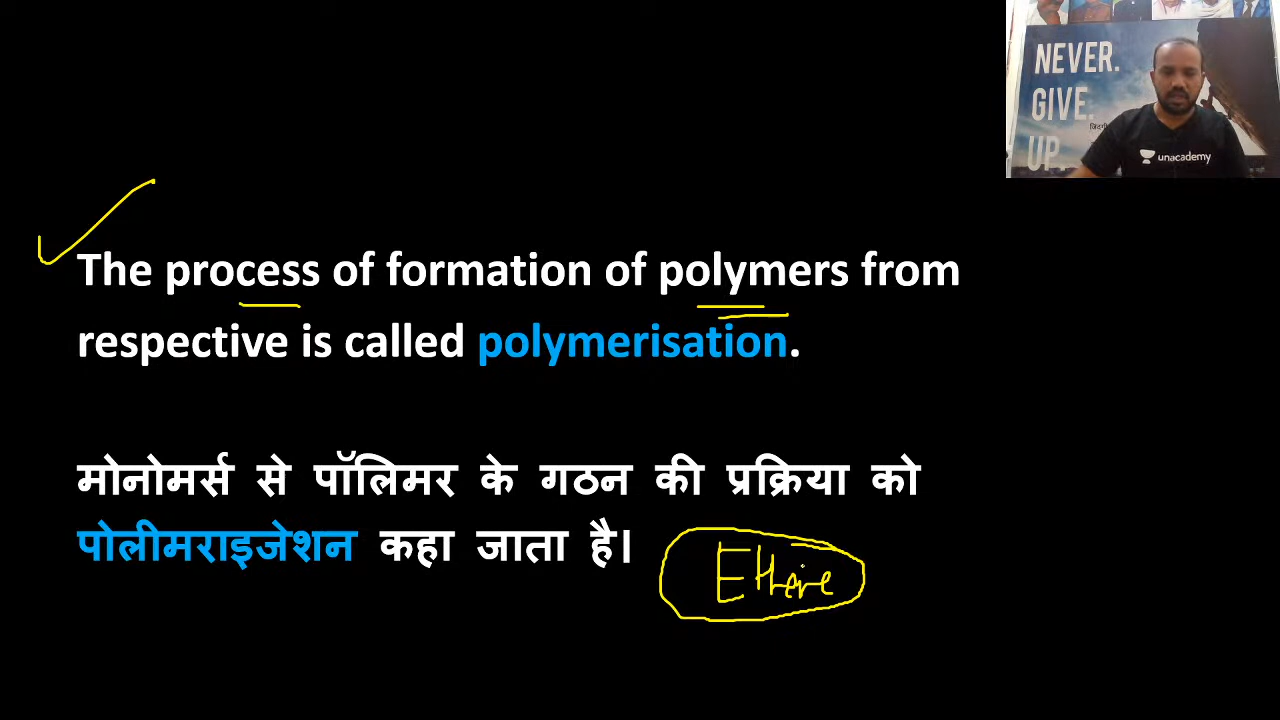 NEVER.
GIVE.
UP.
unacademy
The process of formation of polymers from
respective is called polymerisation.
मोनोमर्स से पॉलिमर के गठन की प्रक्रिया को
पोलीमराइजेशन कहा जाता है।